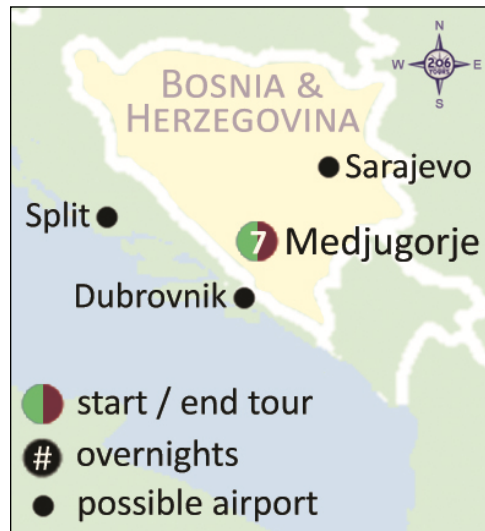 N
W 206 E
TOURS
S
BOSNIA &
HERZEGOVINA
Sarajevo
Split
7 Medjugorje
Dubrovnik
start / end tour
# overnights
possible airport